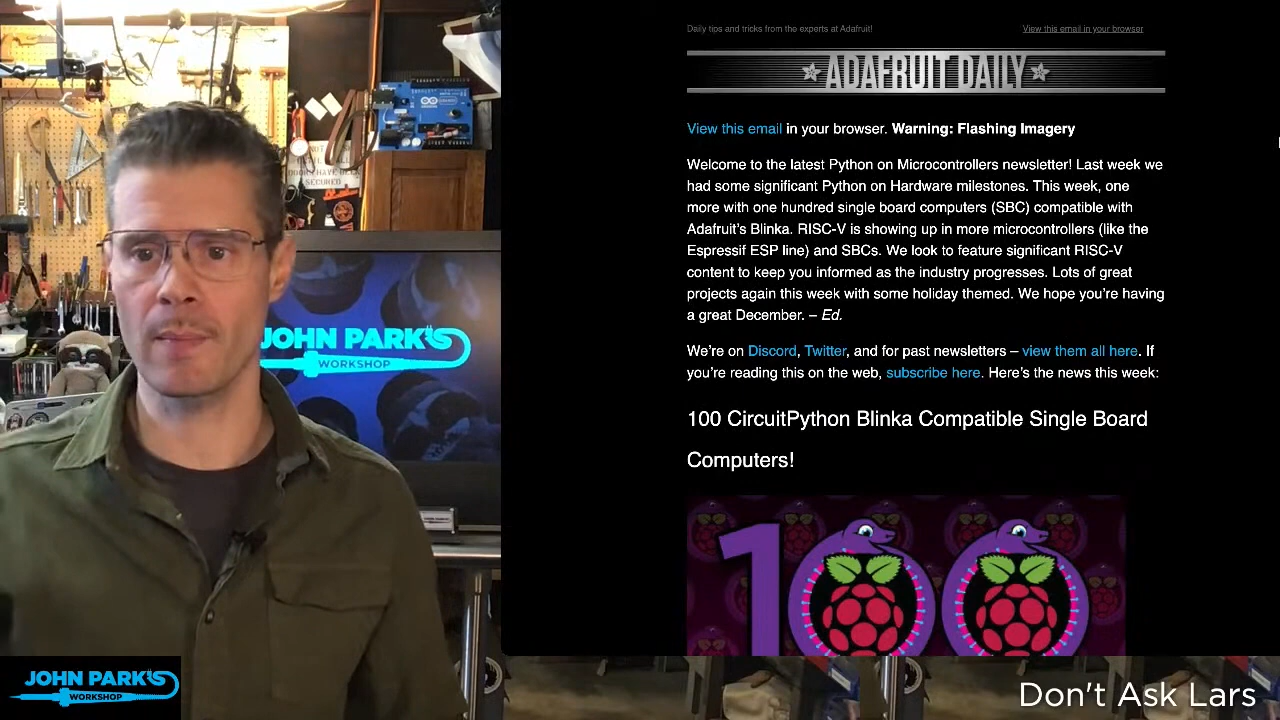 Daily tips and tricks from the experts at Adafruit!
View this email in your browser
ADAFRUIT DAILY
View this email in your browser. Warning: Flashing Imagery
Welcome to the latest Python on Microcontrollers newsletter! Last week we
had some significant Python on Hardware milestones. This week, one
more with one hundred single board computers (SBC) compatible with
Adafruit's Blinka. RISC-V is showing up in more microcontrollers (like the
Espressif ESP line) and SBCs. We look to feature significant RISC-V
content to keep you informed as the industry progresses. Lots of great
projects again this week with some holiday themed. We hope you're having
a great December. – Ed.
We're on Discord, Twitter, and for past newsletters – view them all here. If
you're reading this on the web, subscribe here. Here's the news this week:
100 CircuitPython Blinka Compatible Single Board
Computers!
100
JOHN PARK'S
WORKSHOP
JOHN PARK'S
WORKSHOP
Don't Ask Lars